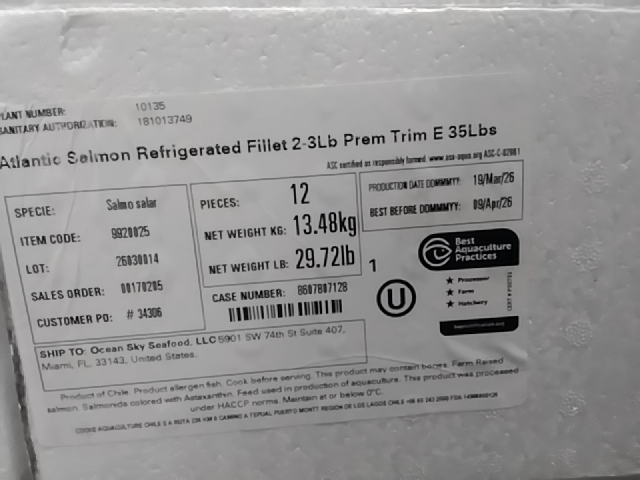 PLANT NUMBER: 10135
SANITARY AUTHORIZATION: 181013749
Atlantic Salmon Refrigerated Fillet 2-3Lb Prem Trim E 35Lbs
ASC certified as responsibly farmed. www.asa-aqua.org ASC-C-02881
SPECIE: Salmo salar
ITEM CODE: 9920025
LOT: 26030014
SALES ORDER: 00170205
CUSTOMER PO: # 34306
PIECES: 12
NET WEIGHT KG: 13.48kg
NET WEIGHT LB: 29.72lb
CASE NUMBER: 8607807128
PRODUCTION DATE DDMMMYY: 19/Mar/26
BEST BEFORE DDMMMYY: 09/Apr/26
1
U
Best
Aquaculture
Practices
★ Processor
★ Farm
★ Hatchery
SHIP TO: Ocean Sky Seafood, LLC 5901 SW 74th St Suite 407,
Miami, FL, 33143, United States.
Product of Chile. Product allergen fish. Cook before serving. This product may contain bones. Farm Raised
salmon. Salmonids colored with Astaxanthin. Feed used in production of aquaculture. This product was processed
under HACCP norms. Maintain at or below 0°C.